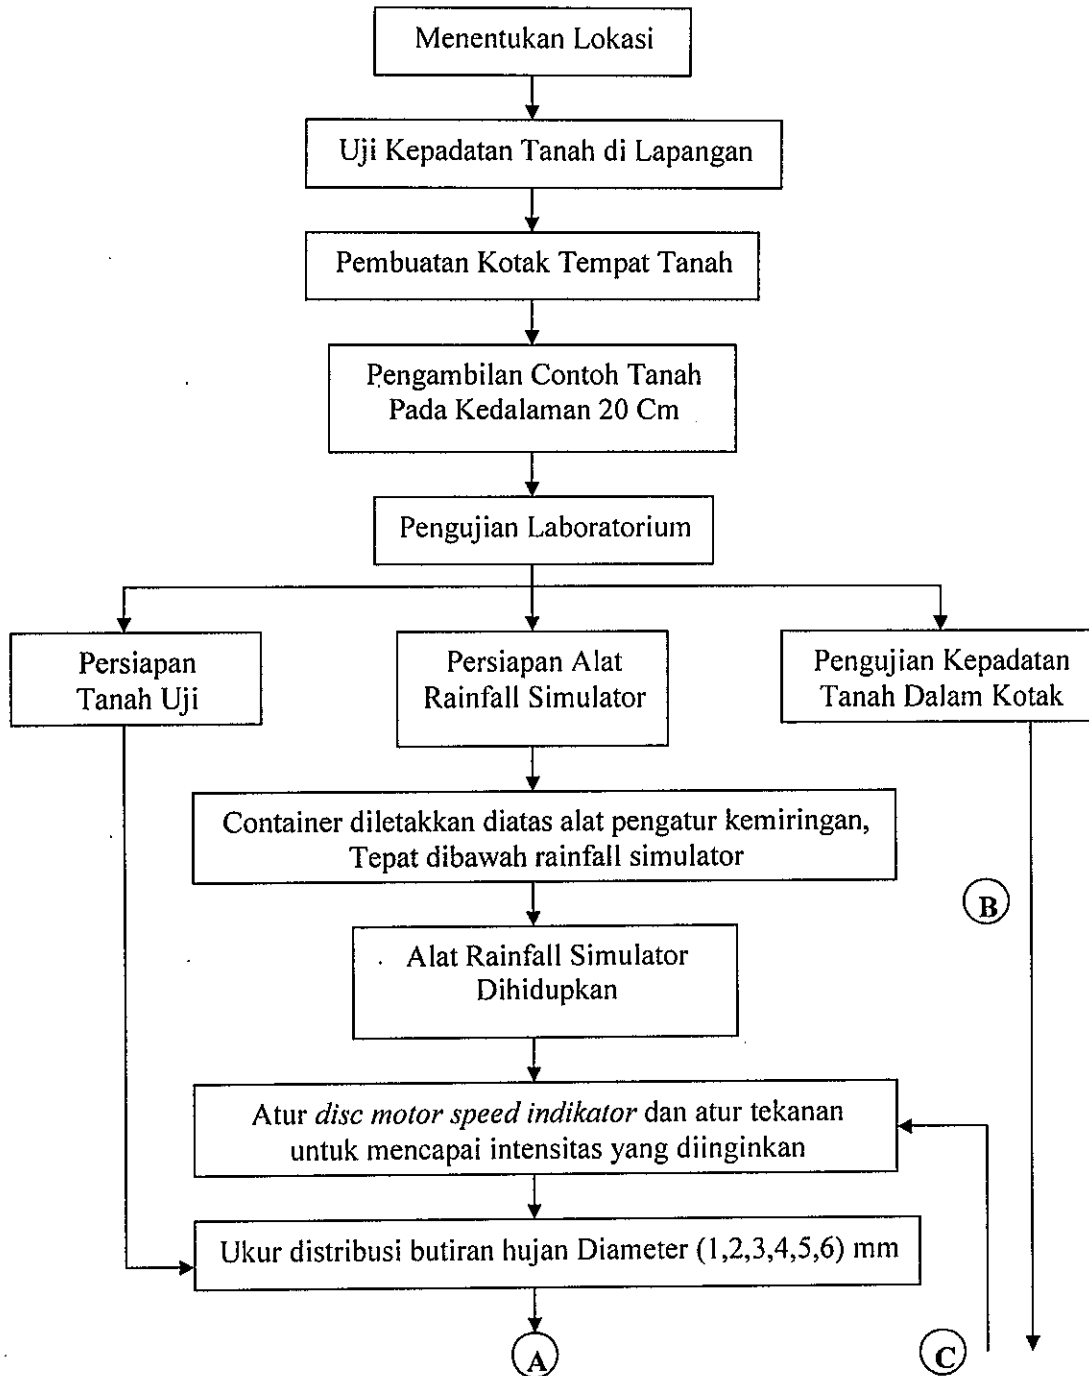 Menentukan Lokasi
Uji Kepadatan Tanah di Lapangan
Pembuatan Kotak Tempat Tanah
Pengambilan Contoh Tanah
Pada Kedalaman 20 Cm
Pengujian Laboratorium
Persiapan
Tanah Uji
Persiapan Alat
Rainfall Simulator
Pengujian Kepadatan
Tanah Dalam Kotak
Container diletakkan diatas alat pengatur kemiringan,
Tepat dibawah rainfall simulator
B
Alat Rainfall Simulator
Dihidupkan
Atur disc motor speed indikator dan atur tekanan
untuk mencapai intensitas yang diinginkan
Ukur distribusi butiran hujan Diameter (1,2,3,4,5,6) mm
A
C